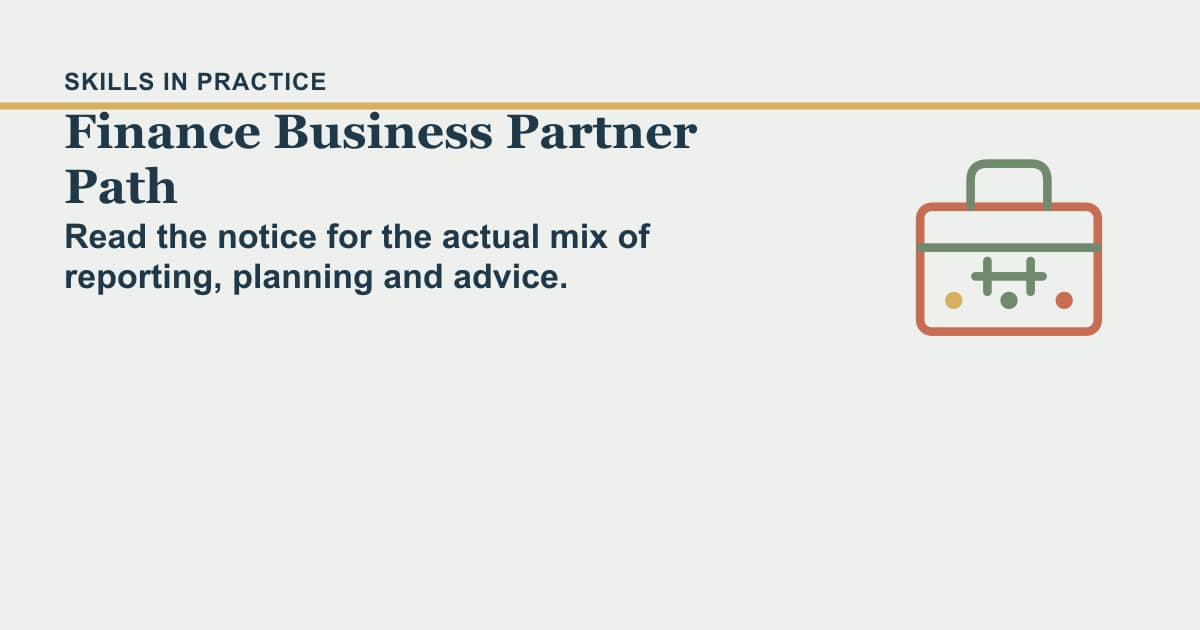 SKILLS IN PRACTICE
Finance Business Partner
Path
Read the notice for the actual mix of
reporting, planning and advice.